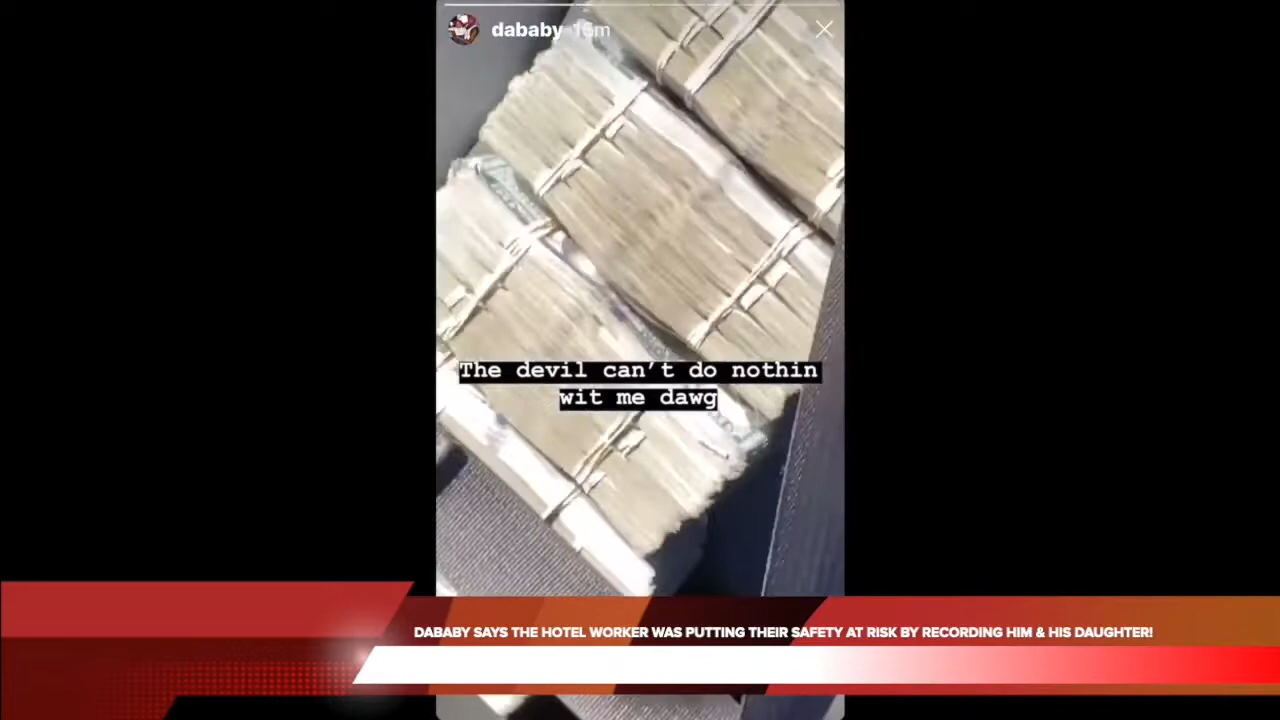 dababy 15m
The devil can't do nothin
wit me dawg
DABABY SAYS THE HOTEL WORKER WAS PUTTING THEIR SAFETY AT RISK BY RECORDING HIM & HIS DAUGHTER!